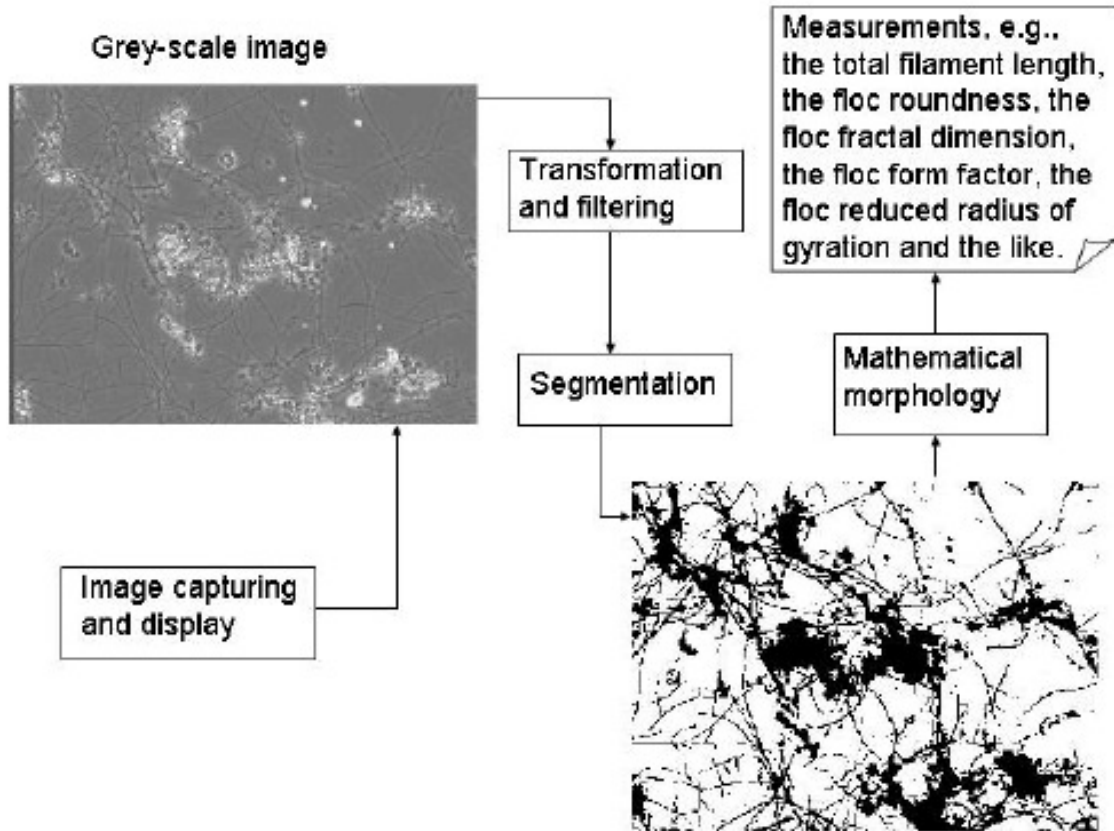 Grey-scale image
Transformation
and filtering
Segmentation
Image capturing
and display
Mathematical
morphology
Measurements, e.g.,
the total filament length,
the floc roundness, the
floc fractal dimension,
the floc form factor, the
floc reduced radius of
gyration and the like.